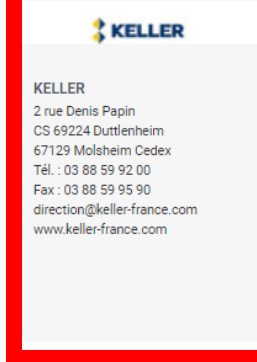 KELLER
KELLER
2 rue Denis Papin
CS 69224 Duttlenheim
67129 Molsheim Cedex
Tél. : 03 88 59 92 00
Fax : 03 88 59 95 90
direction@keller-france.com
www.keller-france.com